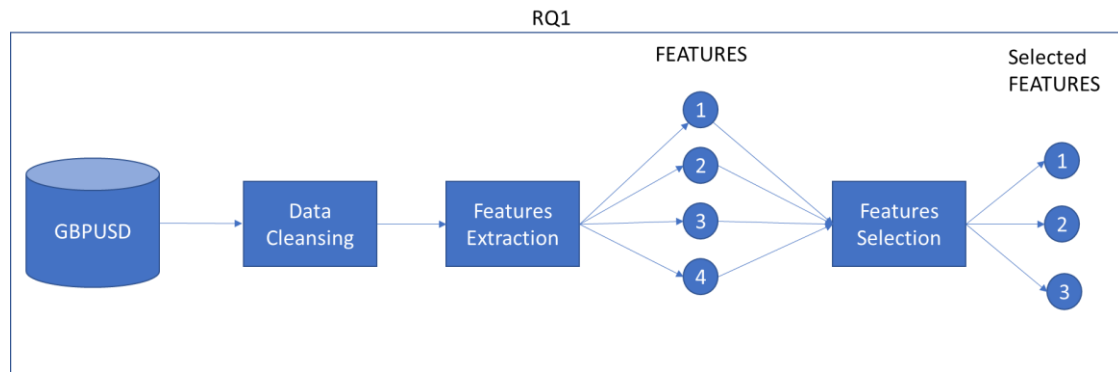 RQ1
FEATURES
Selected
FEATURES
1
2
3
4
1
2
3
GBPUSD
Data
Cleansing
Features
Extraction
Features
Selection